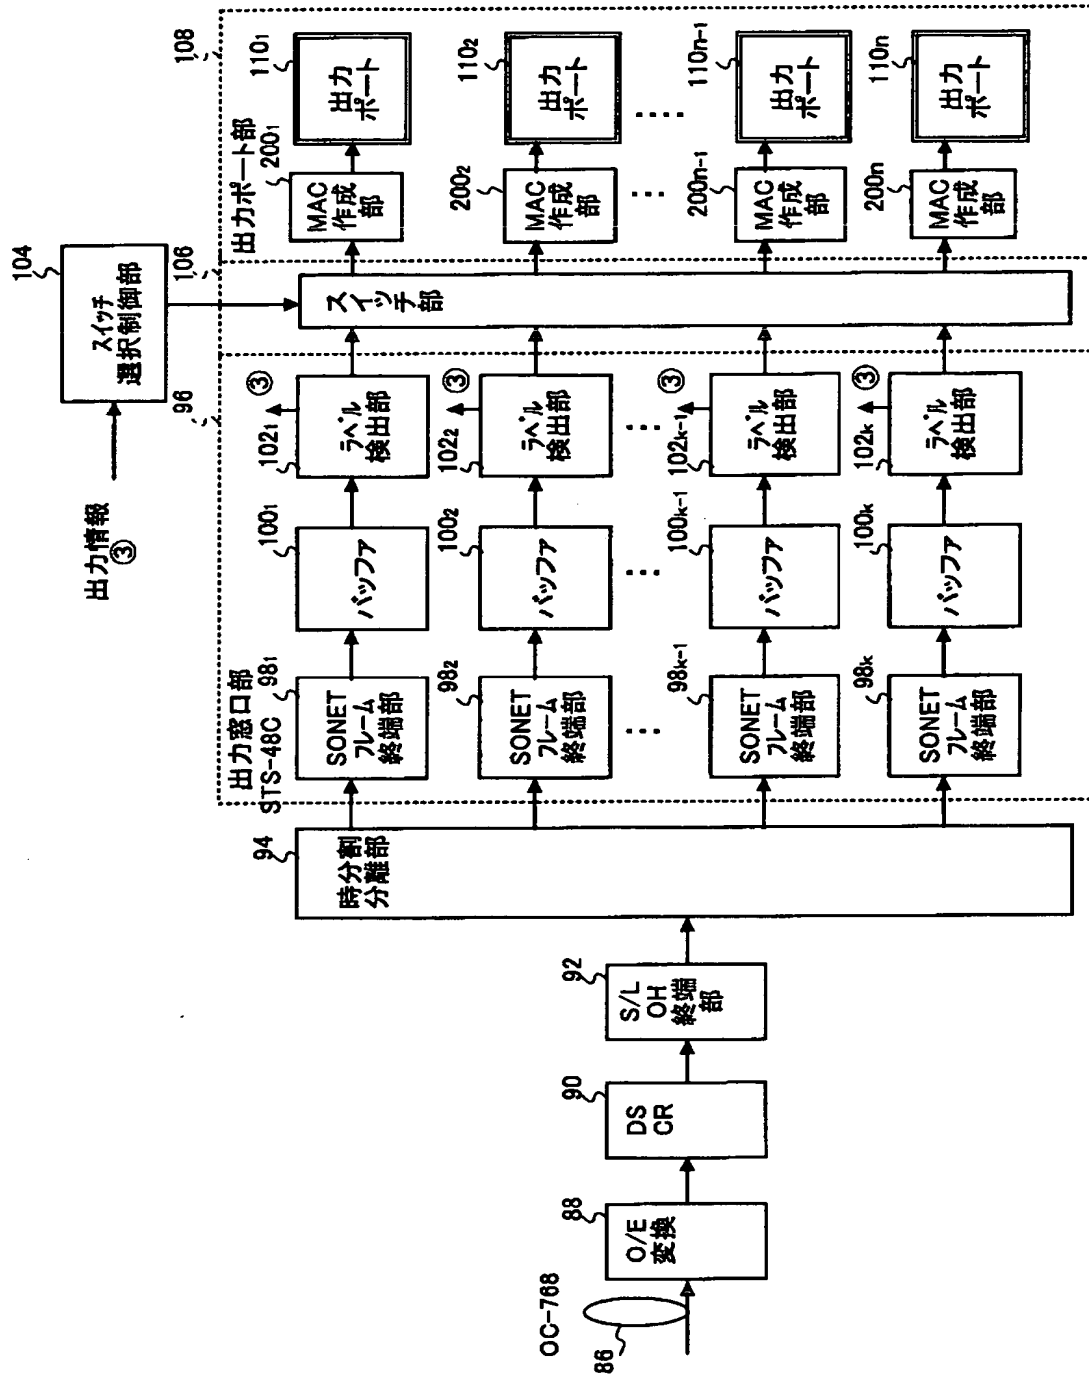 OC-768
86
88
O/E
変換
90
DS
CR
92
S/L
OH
終端
部
94
時分割
分離部
96
出力窓口部
STS-48C
98₁
SONET
フレーム
終端部
98₂
SONET
フレーム
終端部
....
98k-1
SONET
フレーム
終端部
98k
SONET
フレーム
終端部
100₁
バッファ
100₂
バッファ
....
100k-1
バッファ
100k
バッファ
102₁
③
ラベル
検出部
102₂
③
ラベル
検出部
....
102k-1
③
ラベル
検出部
102k
③
ラベル
検出部
出力情報
③
104
スイッチ
選択制御部
106
スイッチ部
108
出力ポート部
200₁
MAC
作成
部
200₂
MAC
作成
部
....
200n-1
MAC
作成
部
200n
MAC
作成
部
110₁
出力
ポート
110₂
出力
ポート
....
110n-1
出力
ポート
110n
出力
ポート